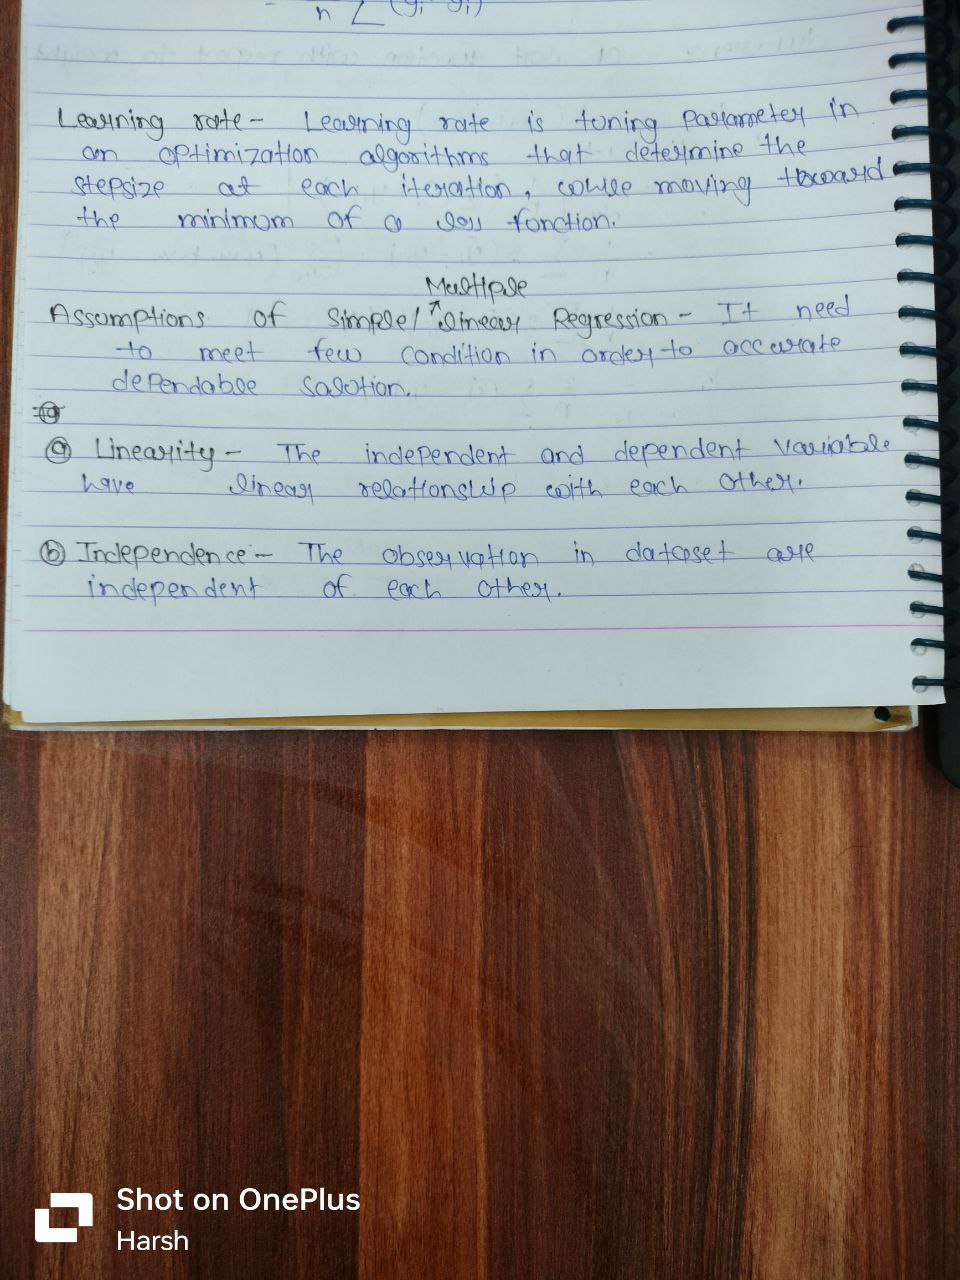 n Σ (yi - yi)
Learning rate - Learning rate is tuning Parameter in
an optimization algorithms that determine the
stepsize at each iteration, while moving toward
the minimum of a loss function.
Multiple
Assumptions of Simple/ linear Regression - It need
to meet few condition in order to accurate
dependable solution.
(a) Linearity - The independent and dependent variable
have linear relationship with each other.
(b) Independence - The observation in dataset are
independent of each other.
Shot on OnePlus
Harsh